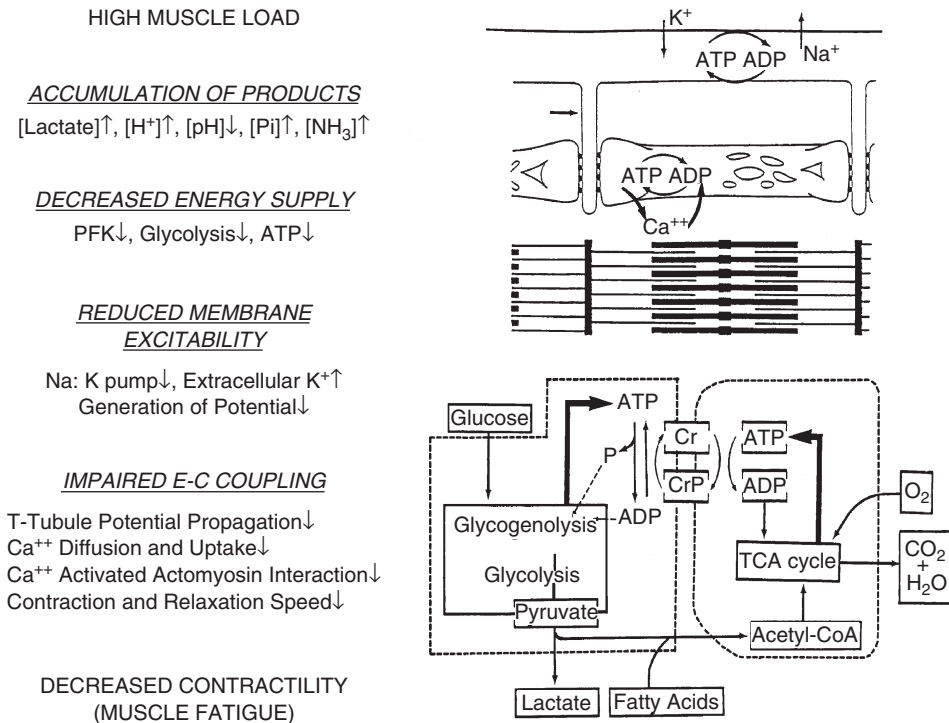 HIGH MUSCLE LOAD
ACCUMULATION OF PRODUCTS
[Lactate]↑, [H⁺]↑, [pH]↓, [Pi]↑, [NH₃]↑
DECREASED ENERGY SUPPLY
PFK↓, Glycolysis↓, ATP↓
REDUCED MEMBRANE
EXCITABILITY
Na: K pump↓, Extracellular K⁺↑
Generation of Potential↓
IMPAIRED E-C COUPLING
T-Tubule Potential Propagation↓
Ca⁺⁺ Diffusion and Uptake↓
Ca⁺⁺ Activated Actomyosin Interaction↓
Contraction and Relaxation Speed↓
DECREASED CONTRACTILITY
(MUSCLE FATIGUE)
K⁺
ATP ADP
Na⁺
ATP ADP
Ca⁺⁺
Glucose
ATP
P
ADP
Cr
CrP
ATP
ADP
O₂
Glycogenolysis
Glycolysis
Pyruvate
TCA cycle
CO₂
+
H₂O
Acetyl-CoA
Lactate
Fatty Acids